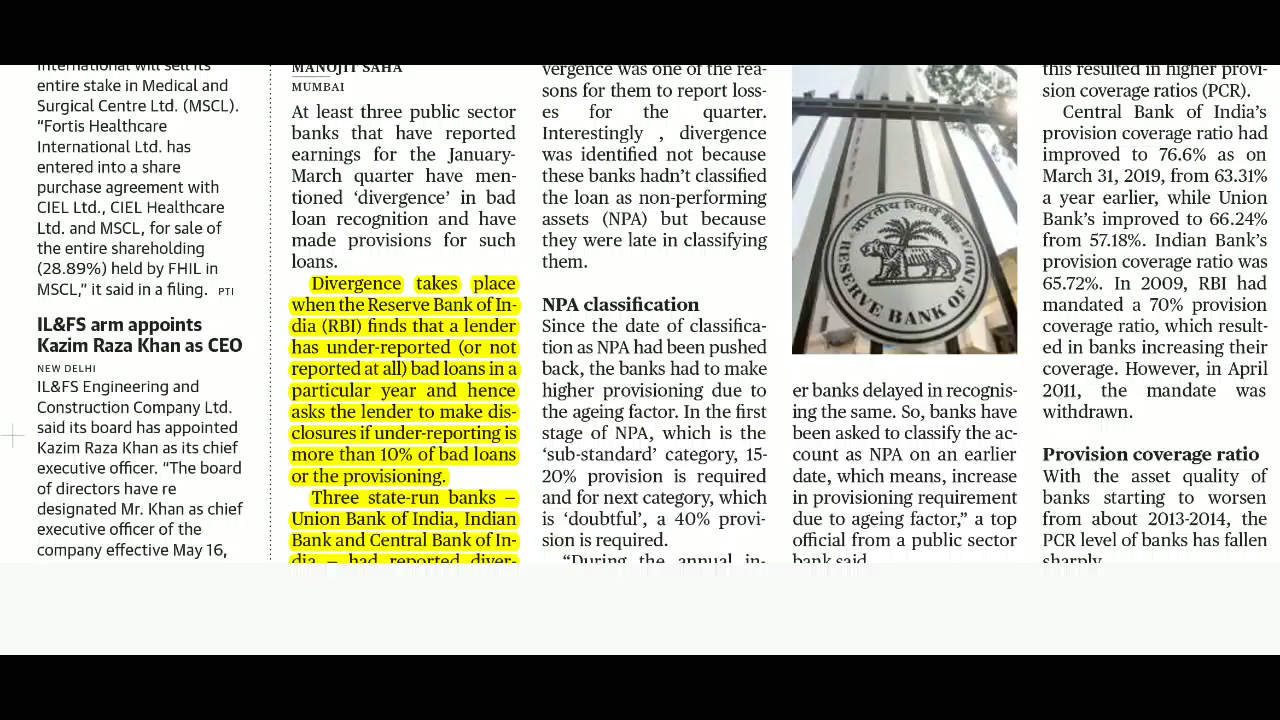 International will sell its
entire stake in Medical and
Surgical Centre Ltd. (MSCL).
“Fortis Healthcare
International Ltd. has
entered into a share
purchase agreement with
CIEL Ltd., CIEL Healthcare
Ltd. and MSCL, for sale of
the entire shareholding
(28.89%) held by FHIL in
MSCL,” it said in a filing. PTI
IL&FS arm appoints
Kazim Raza Khan as CEO
NEW DELHI
IL&FS Engineering and
Construction Company Ltd.
said its board has appointed
Kazim Raza Khan as its chief
executive officer. “The board
of directors have re
designated Mr. Khan as chief
executive officer of the
company effective May 16,
MANOJIT SAHA
MUMBAI
At least three public sector
banks that have reported
earnings for the January-
March quarter have men-
tioned ‘divergence’ in bad
loan recognition and have
made provisions for such
loans.
Divergence takes place
when the Reserve Bank of In-
dia (RBI) finds that a lender
has under-reported (or not
reported at all) bad loans in a
particular year and hence
asks the lender to make dis-
closures if under-reporting is
more than 10% of bad loans
or the provisioning.
Three state-run banks –
Union Bank of India, Indian
Bank and Central Bank of In-
dia – had reported diver-
vergence was one of the rea-
sons for them to report loss-
es for the quarter.
Interestingly , divergence
was identified not because
these banks hadn’t classified
the loan as non-performing
assets (NPA) but because
they were late in classifying
them.
NPA classification
Since the date of classifica-
tion as NPA had been pushed
back, the banks had to make
higher provisioning due to
the ageing factor. In the first
stage of NPA, which is the
‘sub-standard’ category, 15-
20% provision is required
and for next category, which
is ‘doubtful’, a 40% provi-
sion is required.
“During the annual in-
भारतीय रिज़र्व बैंक
RESERVE BANK OF INDIA
er banks delayed in recognis-
ing the same. So, banks have
been asked to classify the ac-
count as NPA on an earlier
date, which means, increase
in provisioning requirement
due to ageing factor,” a top
official from a public sector
bank said.
this resulted in higher provi-
sion coverage ratios (PCR).
Central Bank of India’s
provision coverage ratio had
improved to 76.6% as on
March 31, 2019, from 63.31%
a year earlier, while Union
Bank’s improved to 66.24%
from 57.18%. Indian Bank’s
provision coverage ratio was
65.72%. In 2009, RBI had
mandated a 70% provision
coverage ratio, which result-
ed in banks increasing their
coverage. However, in April
2011, the mandate was
withdrawn.
Provision coverage ratio
With the asset quality of
banks starting to worsen
from about 2013-2014, the
PCR level of banks has fallen
sharply